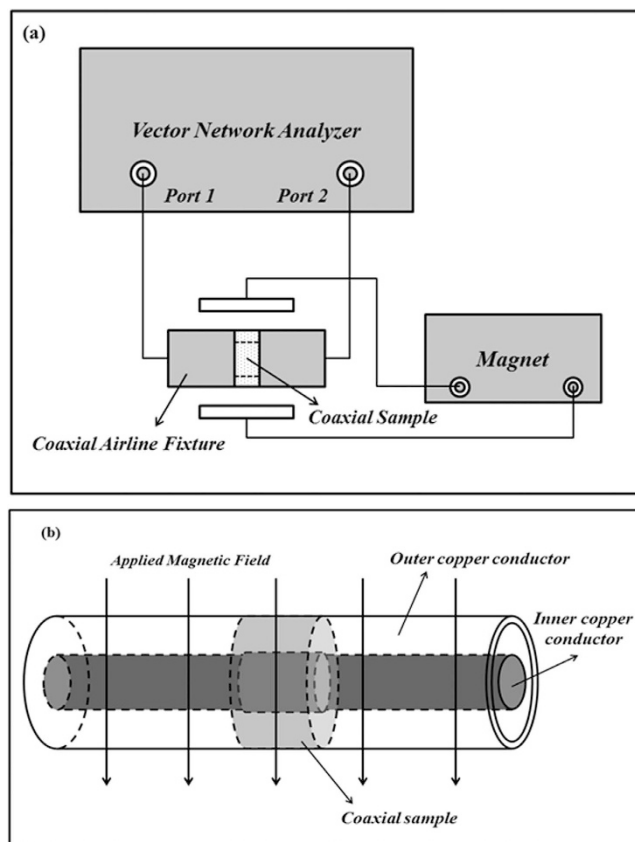 (a)
Vector Network Analyzer
Port 1
Port 2
Magnet
Coaxial Sample
Coaxial Airline Fixture
(b)
Applied Magnetic Field
Outer copper conductor
Inner copper
conductor
Coaxial sample